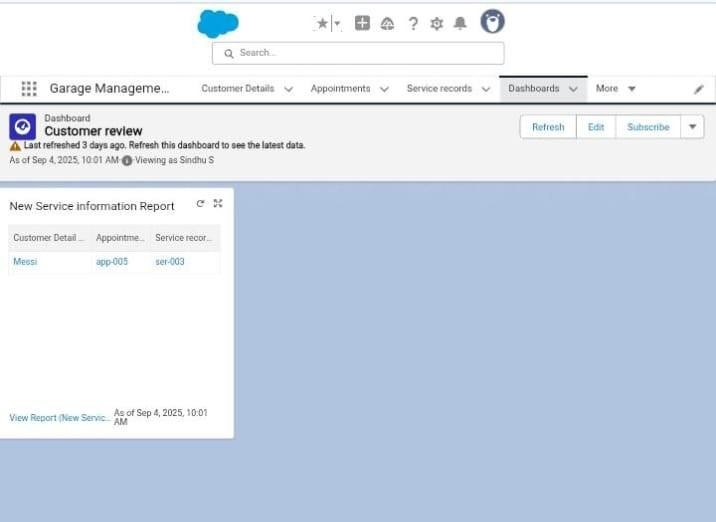 Search...
Garage Manageme...
Customer Details
Appointments
Service records
Dashboards
More
Dashboard
Customer review
Last refreshed 3 days ago. Refresh this dashboard to see the latest data.
As of Sep 4, 2025, 10:01 AM·Viewing as Sindhu S
Refresh
Edit
Subscribe
New Service information Report
Customer Detail ...
Appointme...
Service recor...
Messi
app-005
ser-003
View Report (New Servic...
As of Sep 4, 2025, 10:01
AM